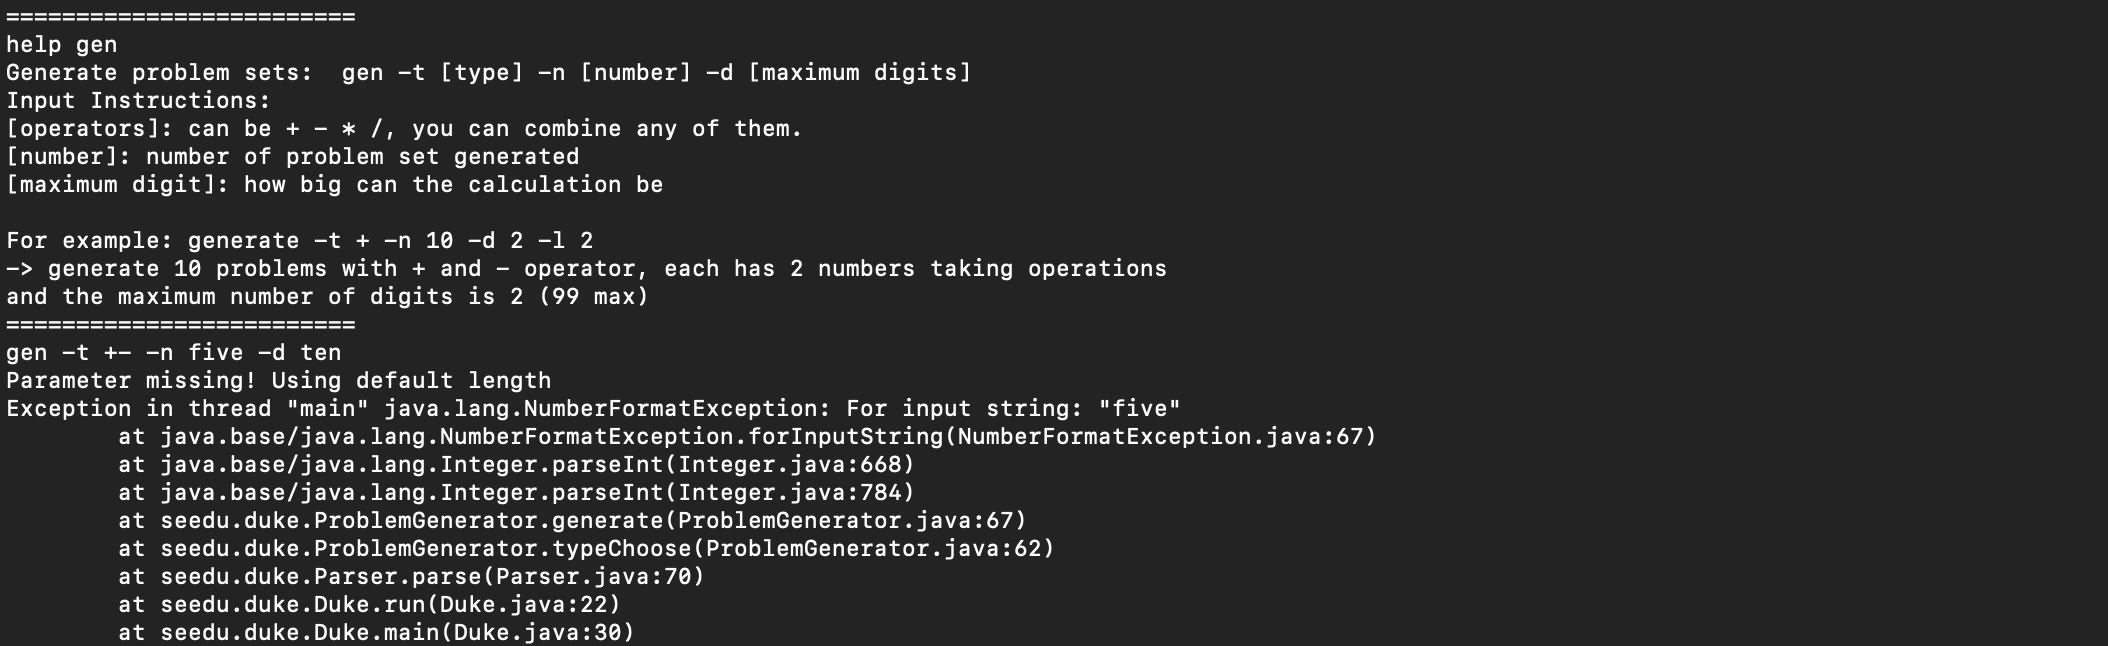 =========================
help gen
Generate problem sets:  gen -t [type] -n [number] -d [maximum digits]
Input Instructions:
[operators]: can be + - * /, you can combine any of them.
[number]: number of problem set generated
[maximum digit]: how big can the calculation be

For example: generate -t + -n 10 -d 2 -l 2
-> generate 10 problems with + and - operator, each has 2 numbers taking operations
and the maximum number of digits is 2 (99 max)
=========================
gen -t +- -n five -d ten
Parameter missing! Using default length
Exception in thread "main" java.lang.NumberFormatException: For input string: "five"
        at java.base/java.lang.NumberFormatException.forInputString(NumberFormatException.java:67)
        at java.base/java.lang.Integer.parseInt(Integer.java:668)
        at java.base/java.lang.Integer.parseInt(Integer.java:784)
        at seedu.duke.ProblemGenerator.generate(ProblemGenerator.java:67)
        at seedu.duke.ProblemGenerator.typeChoose(ProblemGenerator.java:62)
        at seedu.duke.Parser.parse(Parser.java:70)
        at seedu.duke.Duke.run(Duke.java:22)
        at seedu.duke.Duke.main(Duke.java:30)